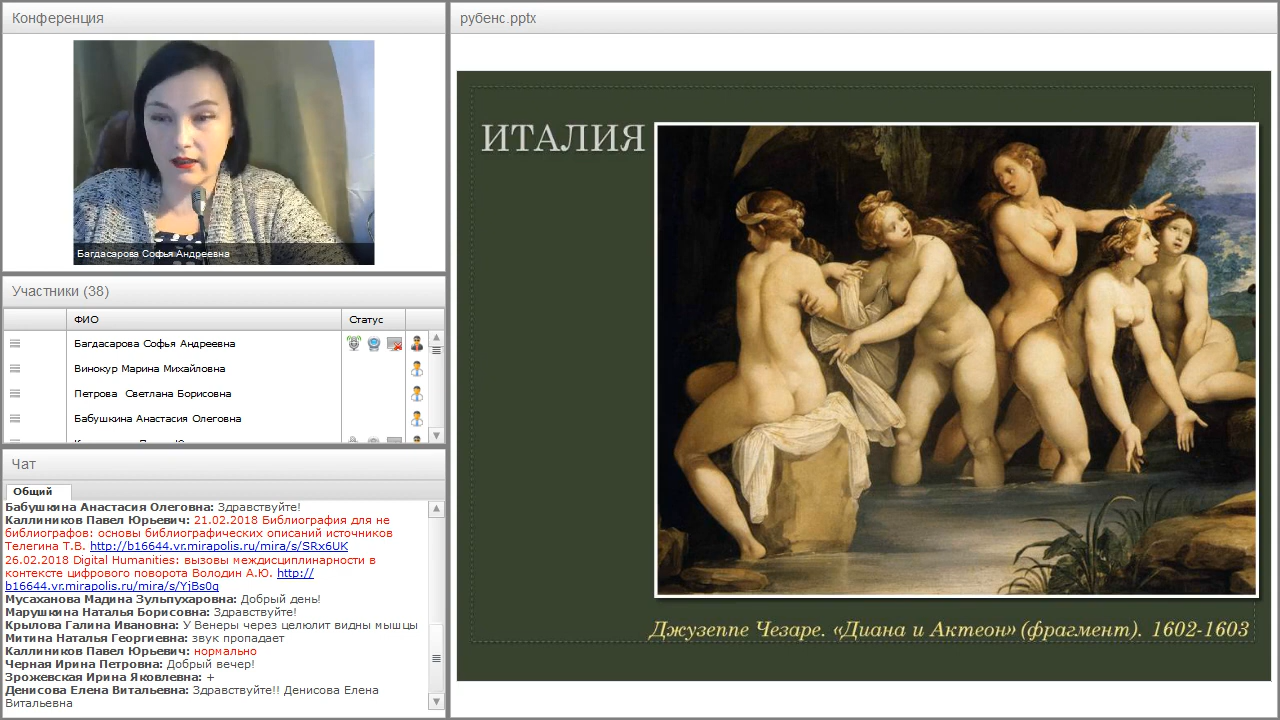 Конференция
Багдасарова Софья Андреевна
Участники (38)
ФИО
Статус
Багдасарова Софья Андреевна
Винокур Марина Михайловна
Петрова Светлана Борисовна
Бабушкина Анастасия Олеговна
Чат
Общий
Бабушкина Анастасия Олеговна: Здравствуйте!
Каллиников Павел Юрьевич: 21.02.2018 Библиография для не
библиографов: основы библиографических описаний источников
Телегина Т.В. http://b16644.vr.mirapolis.ru/mira/s/SRx6UK
26.02.2018 Digital Humanities: вызовы междисциплинарности в
контексте цифрового поворота Володин А.Ю. http://
b16644.vr.mirapolis.ru/mira/s/YjBs0q
Мусаханова Мадина Зульпухаровна: Добрый день!
Марушкина Наталья Борисовна: Здравствуйте!
Крылова Галина Ивановна: У Венеры через целюлит видны мышцы
Митина Наталья Георгиевна: звук пропадает
Каллиников Павел Юрьевич: нормально
Черная Ирина Петровна: Добрый вечер!
Зрожевская Ирина Яковлевна: +
Денисова Елена Витальевна: Здравствуйте!! Денисова Елена
Витальевна
рубенс.pptx
ИТАЛИЯ
Джузеппе Чезаре. «Диана и Актеон» (фрагмент). 1602-1603